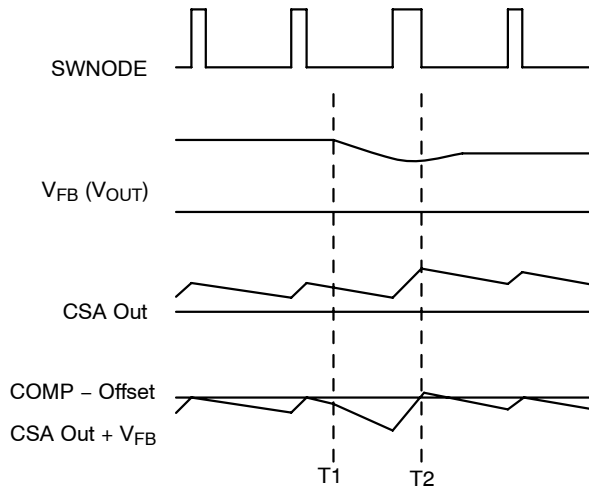 SWNODE
VFB (VOUT)
CSA Out
COMP – Offset
CSA Out + VFB
T1 T2